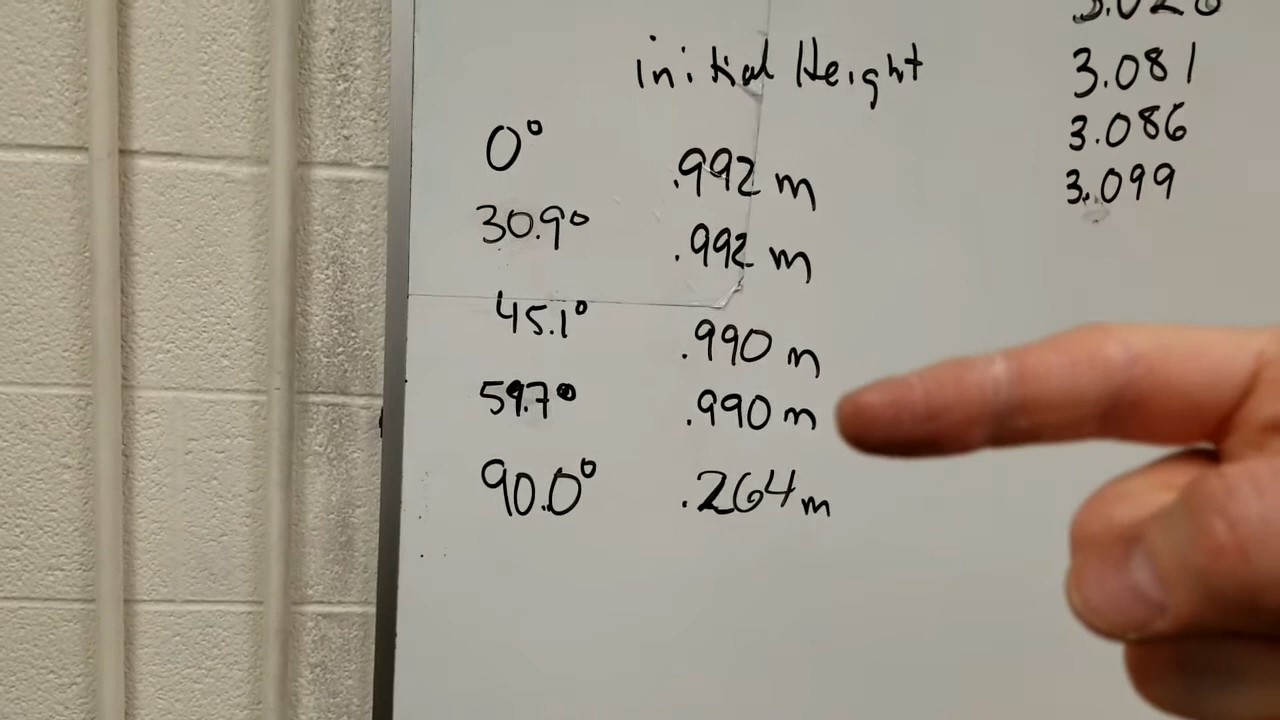 initial Height
0° .992 m
30.9° .992 m
45.1° .990 m
59.7° .990 m
90.0° .264 m
3.081
3.086
3.099